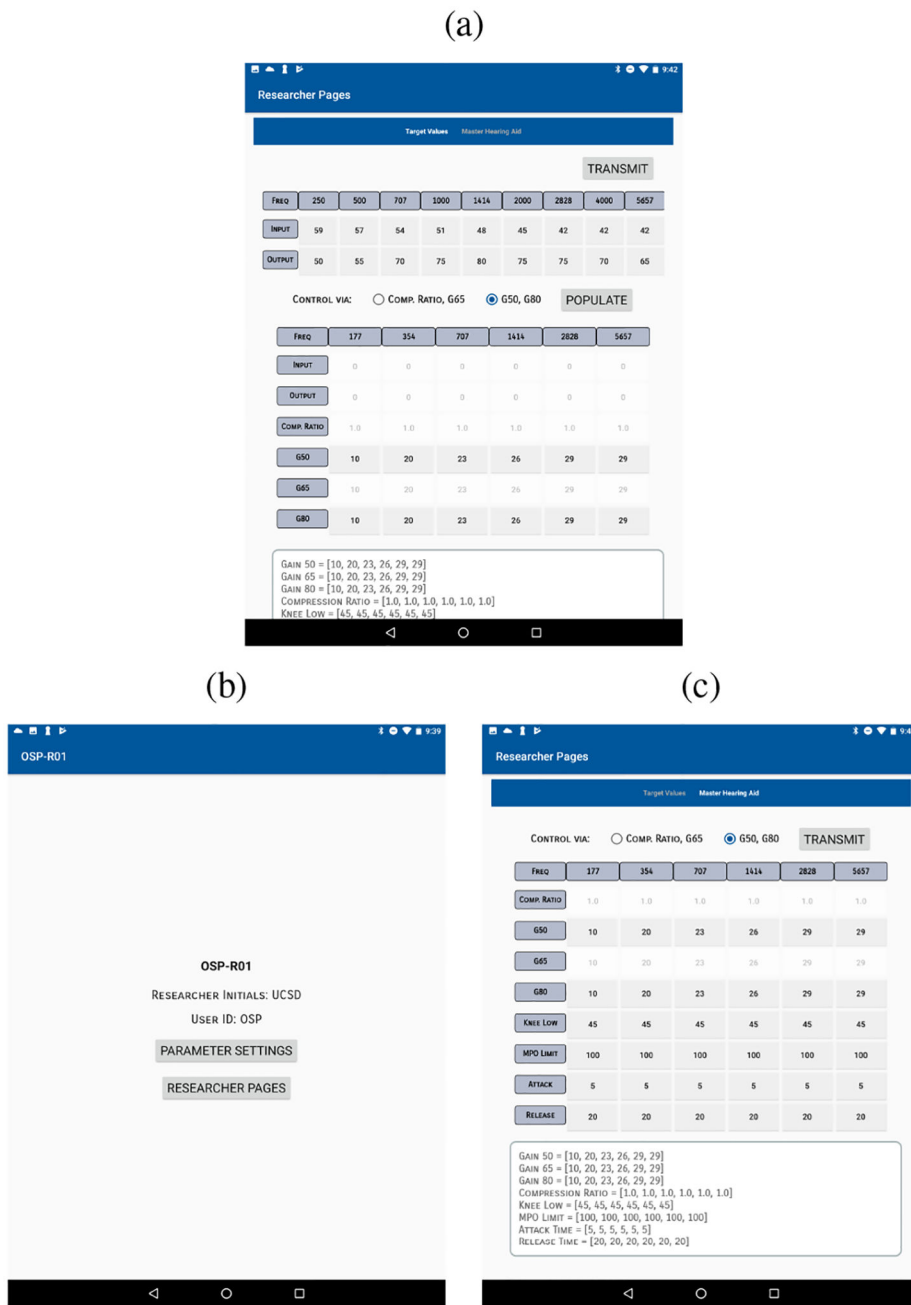 (a)
9:42
Researcher Pages
Target Values Master Hearing Aid
TRANSMIT
FREQ 250 500 707 1000 1414 2000 2828 4000 5657
INPUT 59 57 54 51 48 45 42 42 42
OUTPUT 50 55 70 75 80 75 75 70 65
CONTROL VIA: COMP. RATIO, G65 G50, G80 POPULATE
FREQ 177 354 707 1414 2828 5657
INPUT 0 0 0 0 0 0
OUTPUT 0 0 0 0 0 0
COMP. RATIO 1.0 1.0 1.0 1.0 1.0 1.0
G50 10 20 23 26 29 29
G65 10 20 23 26 29 29
G80 10 20 23 26 29 29
GAIN 50 = [10, 20, 23, 26, 29, 29]
GAIN 65 = [10, 20, 23, 26, 29, 29]
GAIN 80 = [10, 20, 23, 26, 29, 29]
COMPRESSION RATIO = [1.0, 1.0, 1.0, 1.0, 1.0, 1.0]
KNEE LOW = [45, 45, 45, 45, 45, 45]
(b)
9:39
OSP-R01
OSP-R01
RESEARCHER INITIALS: UCSD
USER ID: OSP
PARAMETER SETTINGS
RESEARCHER PAGES
(c)
Researcher Pages
Target Values Master Hearing Aid
CONTROL VIA: COMP. RATIO, G65 G50, G80 TRANSMIT
FREQ 177 354 707 1414 2828 5657
COMP. RATIO 1.0 1.0 1.0 1.0 1.0 1.0
G50 10 20 23 26 29 29
G65 10 20 23 26 29 29
G80 10 20 23 26 29 29
KNEE LOW 45 45 45 45 45 45
MPO LIMIT 100 100 100 100 100 100
ATTACK 5 5 5 5 5 5
RELEASE 20 20 20 20 20 20
GAIN 50 = [10, 20, 23, 26, 29, 29]
GAIN 65 = [10, 20, 23, 26, 29, 29]
GAIN 80 = [10, 20, 23, 26, 29, 29]
COMPRESSION RATIO = [1.0, 1.0, 1.0, 1.0, 1.0, 1.0]
KNEE LOW = [45, 45, 45, 45, 45, 45]
MPO LIMIT = [100, 100, 100, 100, 100, 100]
ATTACK TIME = [5, 5, 5, 5, 5, 5]
RELEASE TIME = [20, 20, 20, 20, 20, 20]